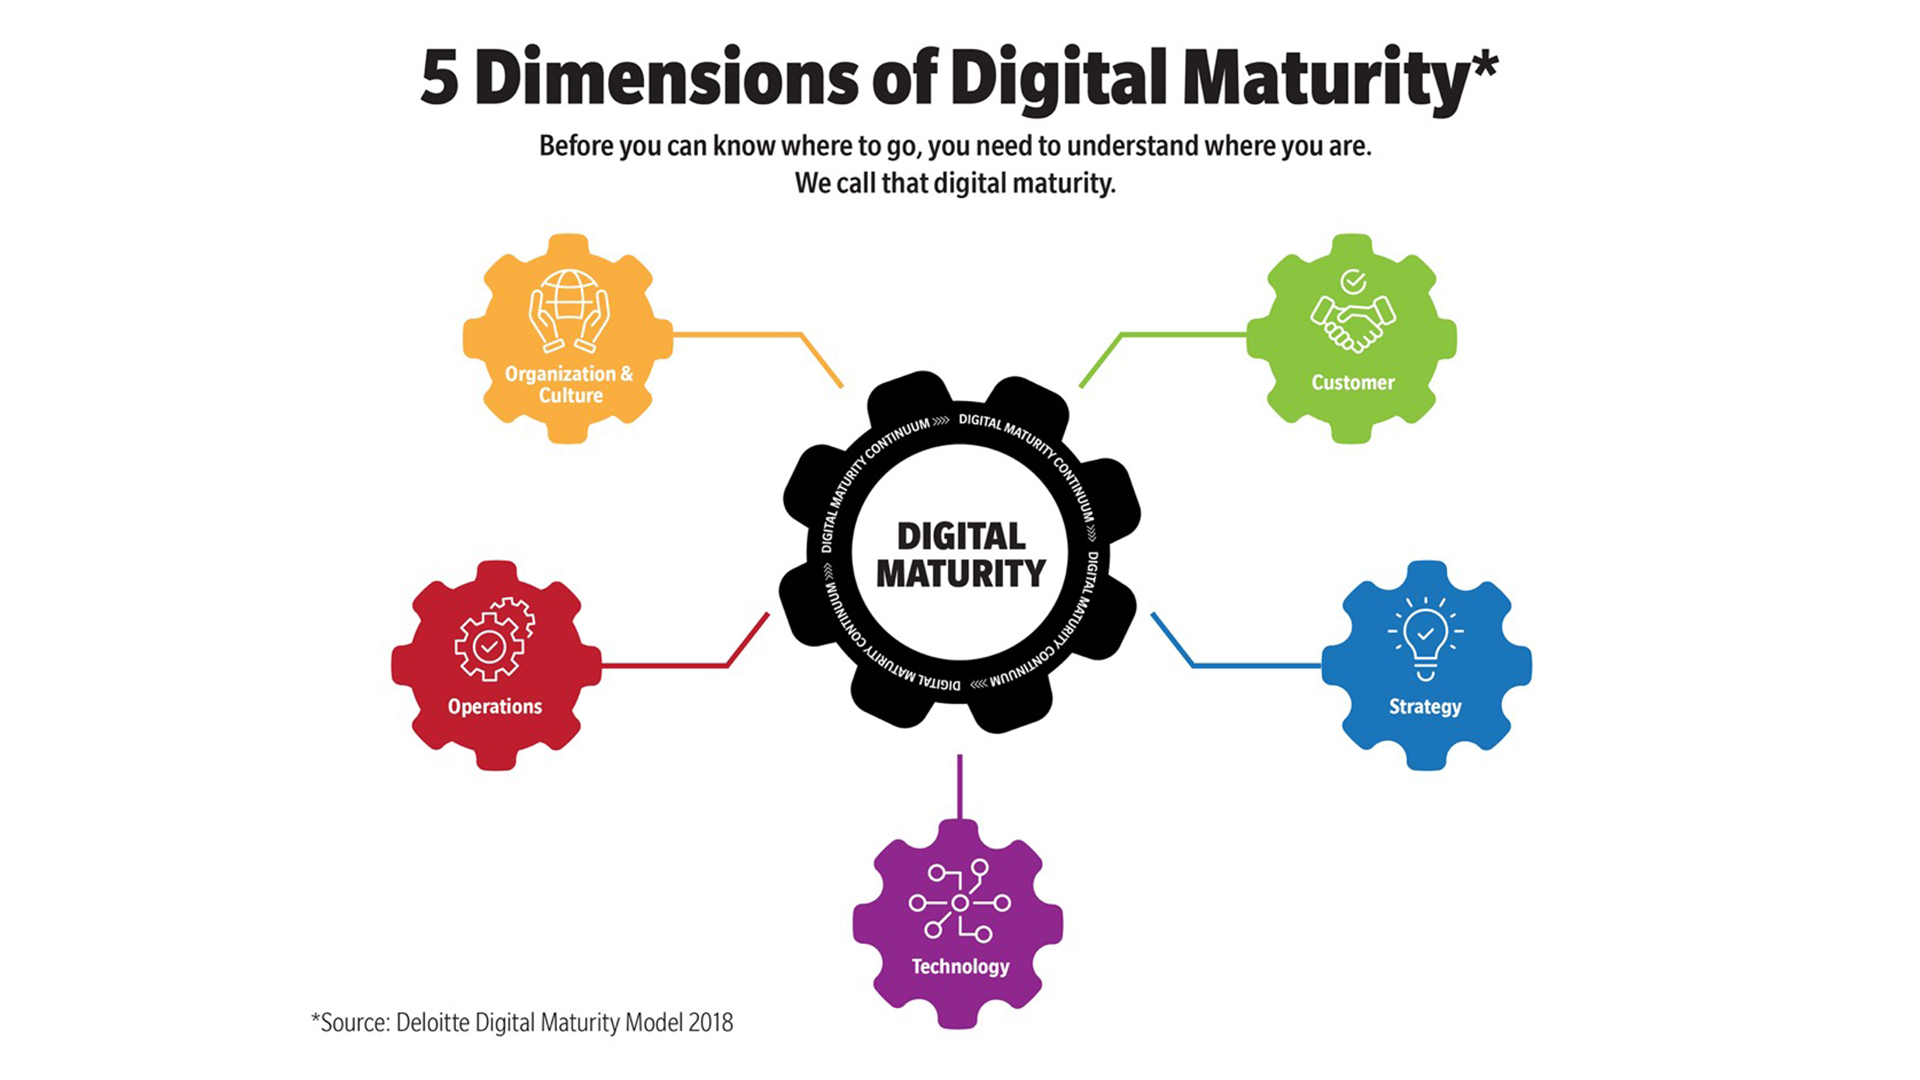 5 Dimensions of Digital Maturity*
Before you can know where to go, you need to understand where you are.
We call that digital maturity.
Organization &
Culture
Customer
DIGITAL MATURITY CONTINUUM »»
DIGITAL MATURITY CONTINUUM »»
DIGITAL MATURITY CONTINUUM »»
DIGITAL MATURITY CONTINUUM »»
DIGITAL
MATURITY
Operations
Strategy
Technology
*Source: Deloitte Digital Maturity Model 2018